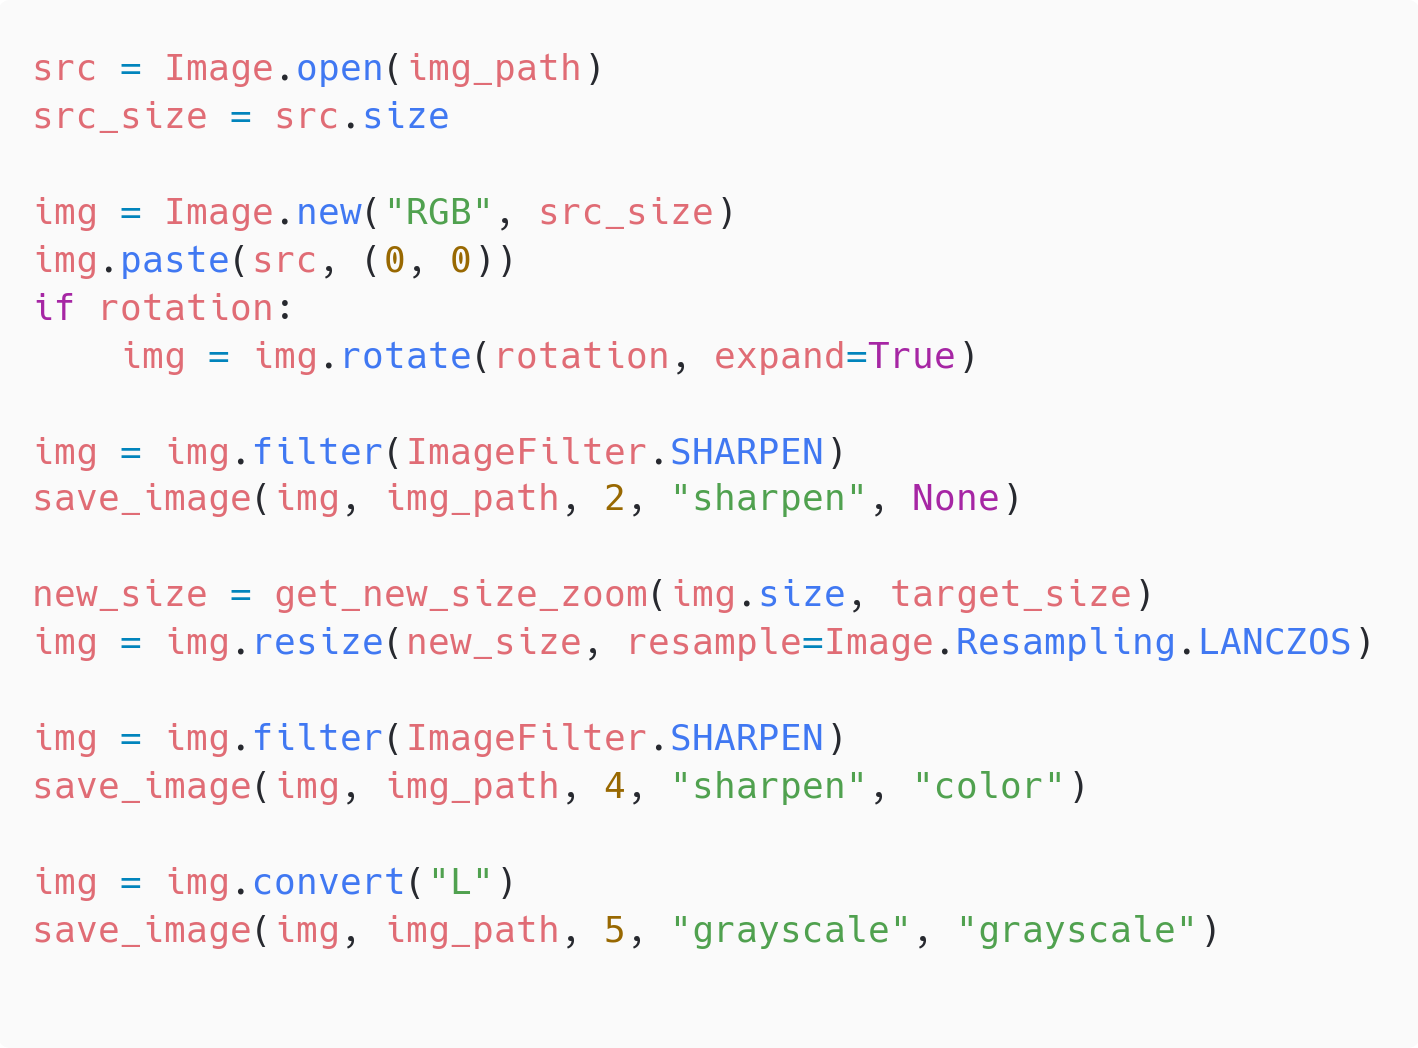 src = Image.open(img_path)
src_size = src.size

img = Image.new("RGB", src_size)
img.paste(src, (0, 0))
if rotation:
    img = img.rotate(rotation, expand=True)

img = img.filter(ImageFilter.SHARPEN)
save_image(img, img_path, 2, "sharpen", None)

new_size = get_new_size_zoom(img.size, target_size)
img = img.resize(new_size, resample=Image.Resampling.LANCZOS)

img = img.filter(ImageFilter.SHARPEN)
save_image(img, img_path, 4, "sharpen", "color")

img = img.convert("L")
save_image(img, img_path, 5, "grayscale", "grayscale")